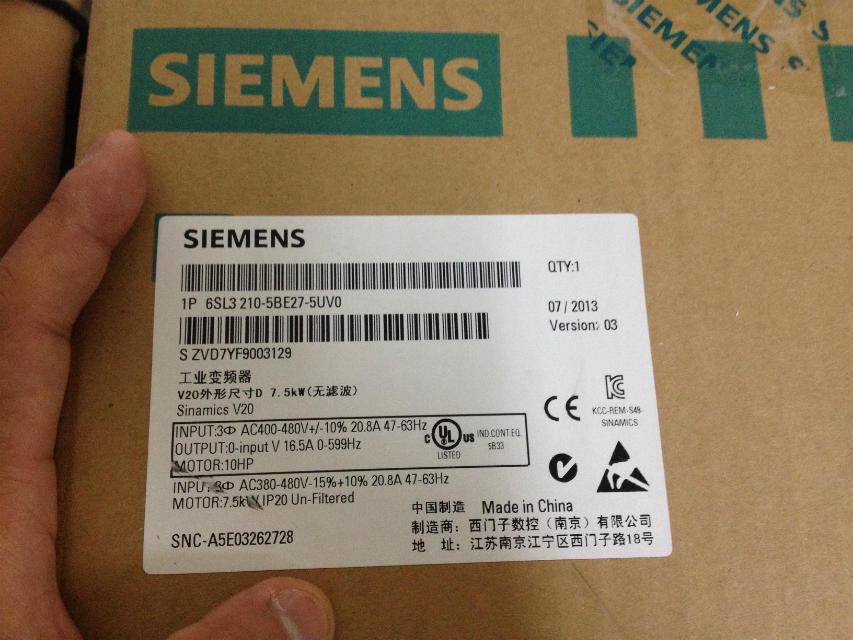 SIEMENS
SIEMENS
SIEMENS
SIEMENS
QTY:1
1P 6SL3 210-5BE27-5UV0
07 / 2013
Version: 03
S ZVD7YF9003129
工业变频器
V20外形尺寸D 7.5kW(无滤波)
Sinamics V20
KCC-REM-S49-
SINAMICS
INPUT:3Φ AC400-480V+/-10% 20.8A 47-63Hz
OUTPUT:0-input V 16.5A 0-599Hz
MOTOR:10HP
c UL US
LISTED
IND.CONT.EQ.
5B33
CE
INPUT:3Φ AC380-480V-15%+10% 20.8A 47-63Hz
MOTOR:7.5kW IP20 Un-Filtered
中国制造 Made in China
制造商: 西门子数控 (南京) 有限公司
地 址: 江苏南京江宁区西门子路18号
SNC-A5E03262728